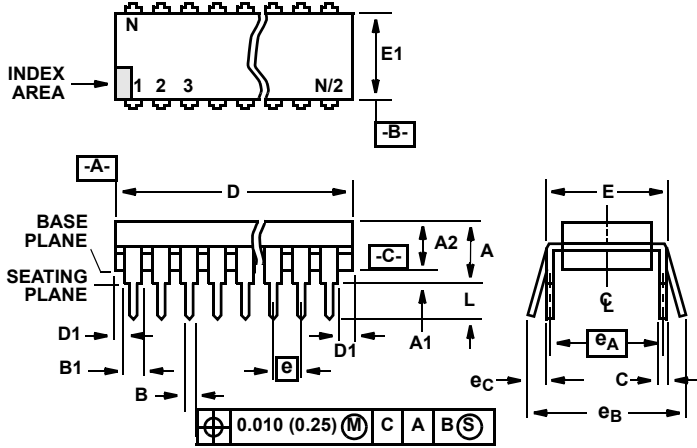 N
E1
INDEX
AREA
1 2 3 N/2
-B-
-A-
D
E
BASE
PLANE
A2
A
-C-
SEATING
PLANE
L
C
L
D1
D1
A1
eA
B1
e
eC
C
B
eB
0.010 (0.25) M C A B S